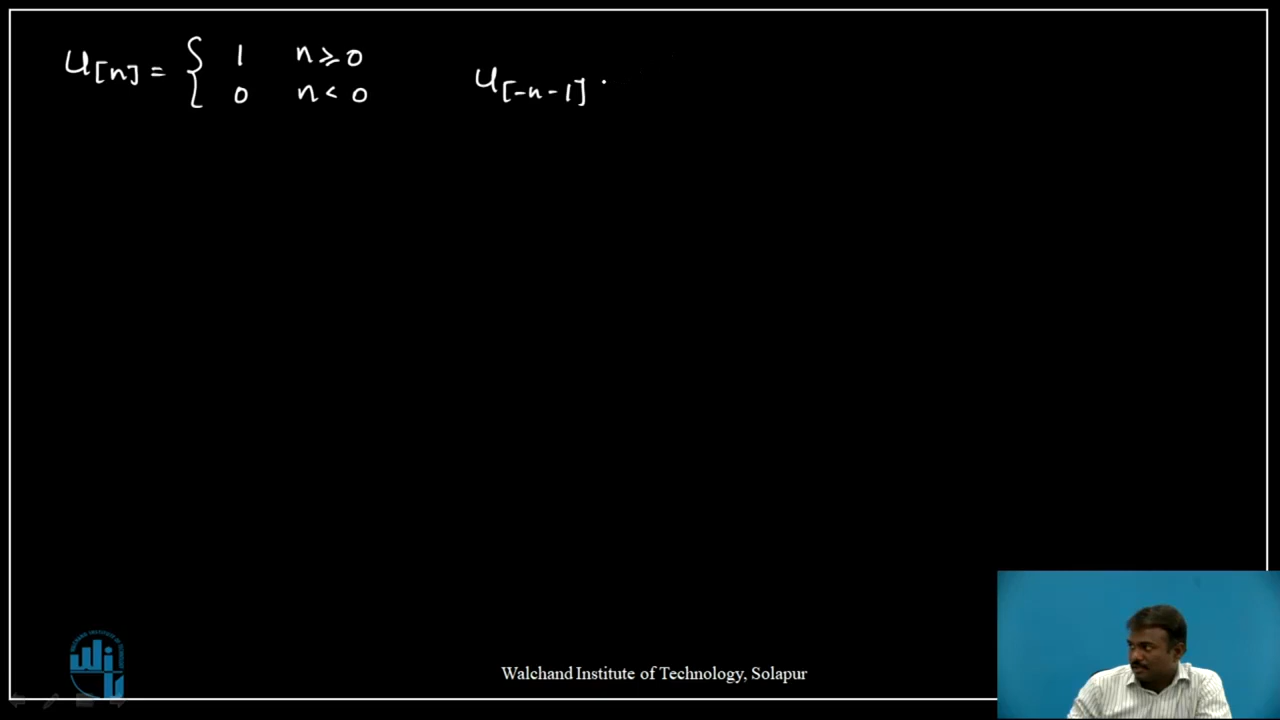 u[n] = { 1 n ≥ 0
0 n < 0
u[-n-1]
Walchand Institute of Technology, Solapur